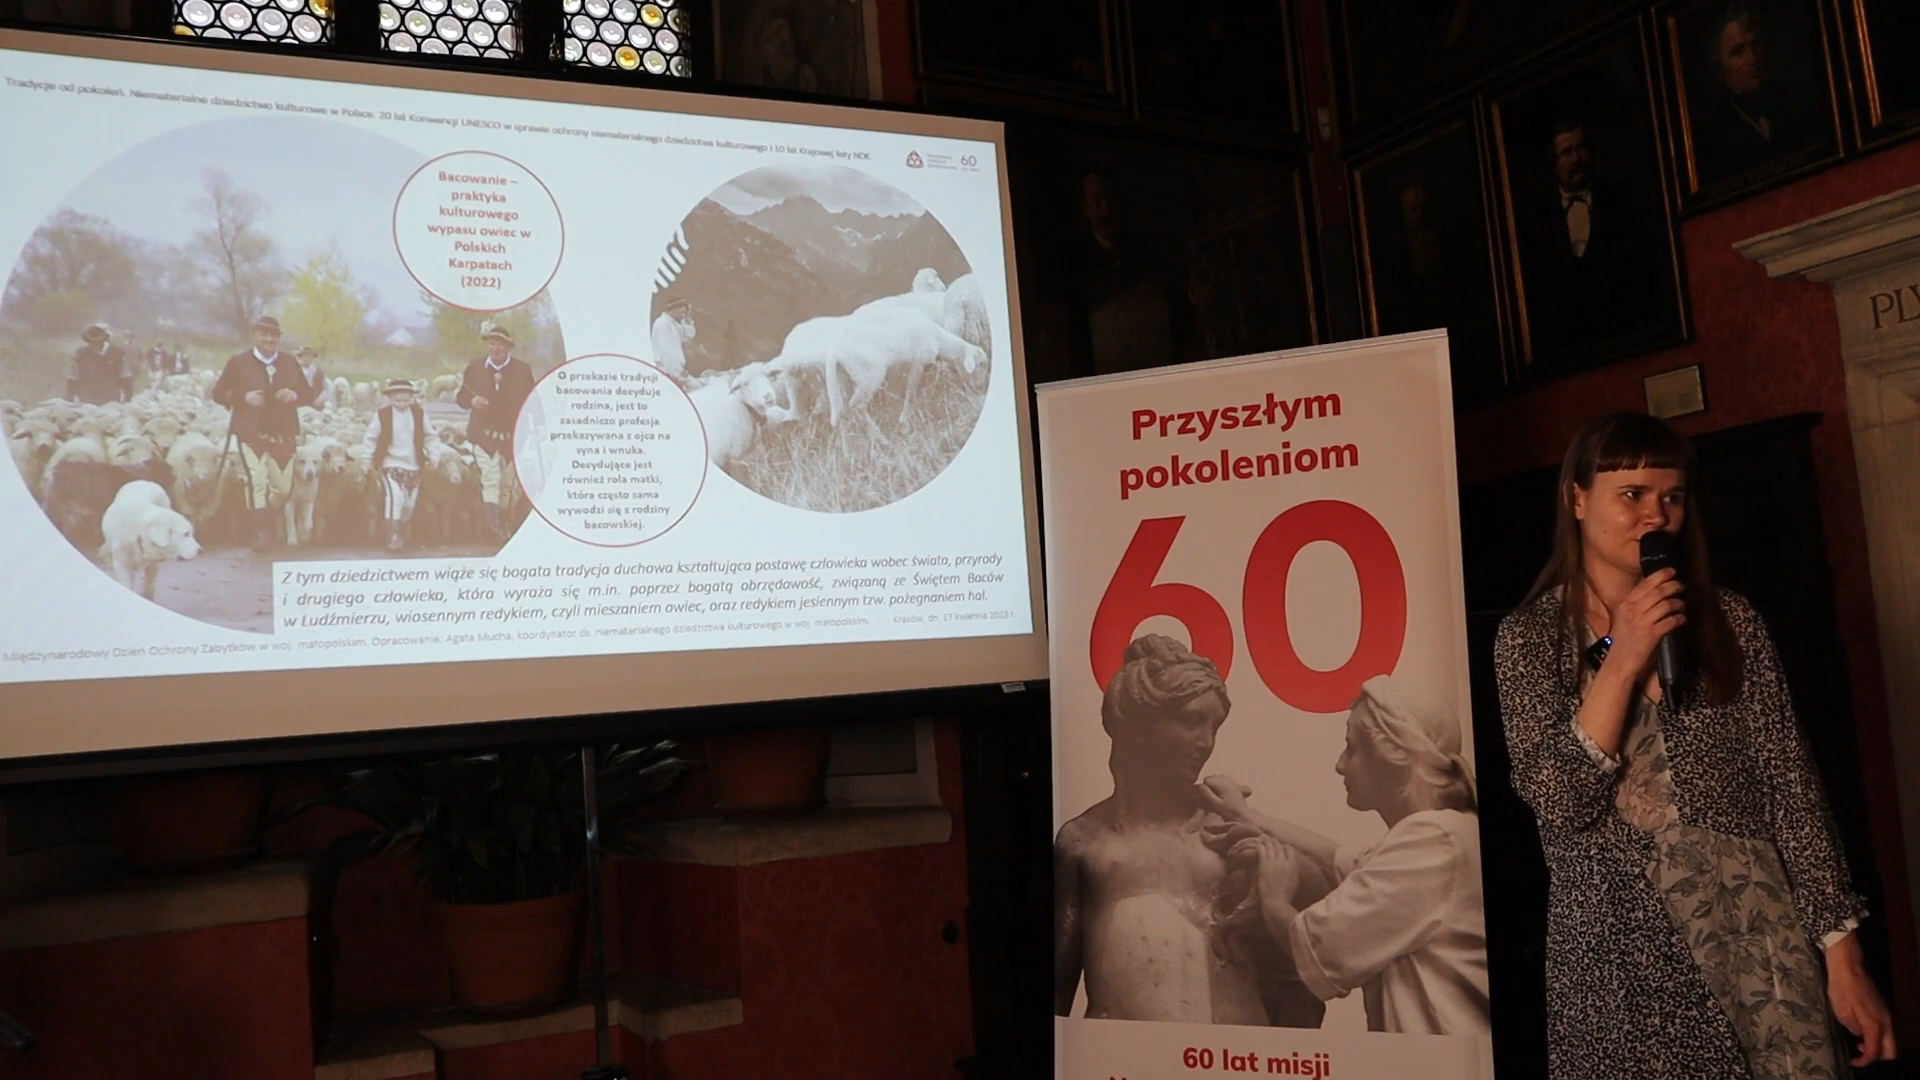 Tradycje od pokoleń. Niematerialne dziedzictwo kulturowe w Polsce. 20 lat Konwencji UNESCO w sprawie ochrony niematerialnego dziedzictwa kulturowego i 10 lat Krajowej listy NDK.
60
Bacowanie –
praktyka
kulturowego
wypasu owiec w
Polskich
Karpatach
(2022)
O przekazie tradycji
bacowania decyduje
rodzina, jest to
zasadniczo profesja
przekazywana z ojca na
syna i wnuka.
Decydująca jest
również rola matki,
która często sama
wywodzi się z rodziny
bacowskiej.
Z tym dziedzictwem wiąże się bogata tradycja duchowa kształtująca postawę człowieka wobec świata, przyrody
i drugiego człowieka, która wyraża się m.in. poprzez bogatą obrzędowość, związaną ze Świętem Baców
w Ludźmierzu, wiosennym redykiem, czyli mieszaniem owiec, oraz redykiem jesiennym tzw. pożegnaniem hal.
Międzynarodowy Dzień Ochrony Zabytków w woj. małopolskim. Opracowanie: Agata Mucha, koordynator ds. niematerialnego dziedzictwa kulturowego w woj. małopolskim.
Kraków, dn. 17 kwietnia 2023 r.
Przyszłym
pokoleniom
60
60 lat misji